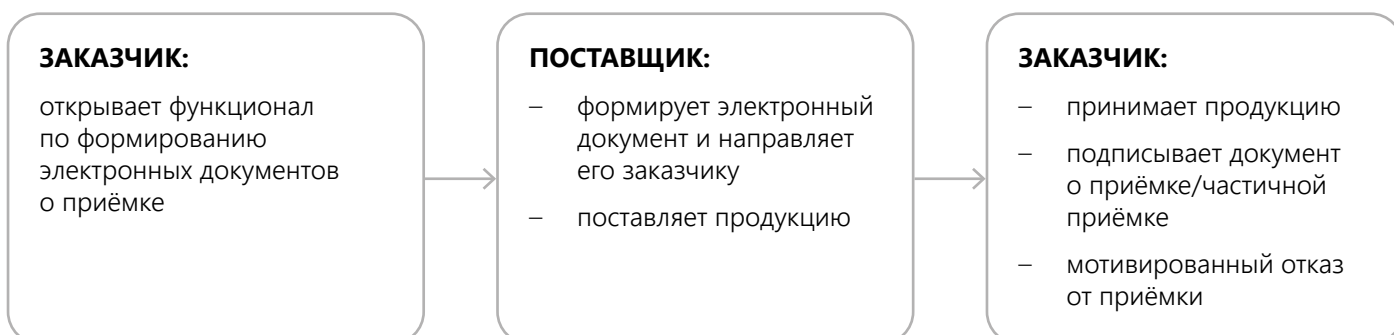 ЗАКАЗЧИК:
открывает функционал
по формированию
электронных документов
о приёмке
ПОСТАВЩИК:
– формирует электронный
документ и направляет
его заказчику
– поставляет продукцию
ЗАКАЗЧИК:
– принимает продукцию
– подписывает документ
о приёмке/частичной
приёмке
– мотивированный отказ
от приёмки